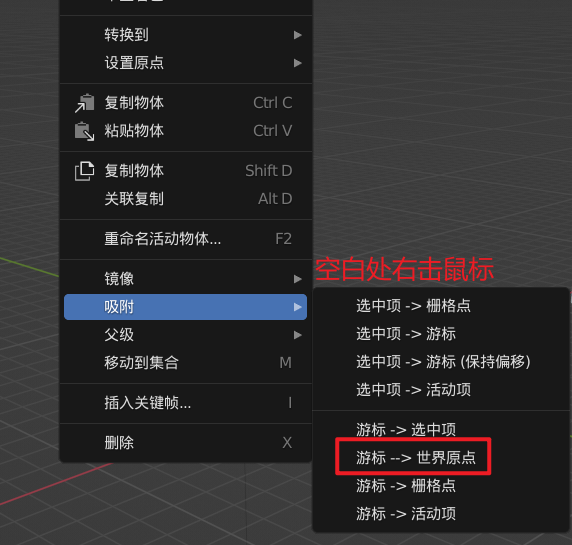 转换到
设置原点
复制物体 Ctrl C
粘贴物体 Ctrl V
复制物体 Shift D
关联复制 Alt D
重命名活动物体... F2
镜像
吸附
父级
移动到集合 M
插入关键帧... I
删除 X
空白处右击鼠标
选中项 -> 栅格点
选中项 -> 游标
选中项 -> 游标 (保持偏移)
选中项 -> 活动项
游标 -> 选中项
游标 --> 世界原点
游标 -> 栅格点
游标 -> 活动项